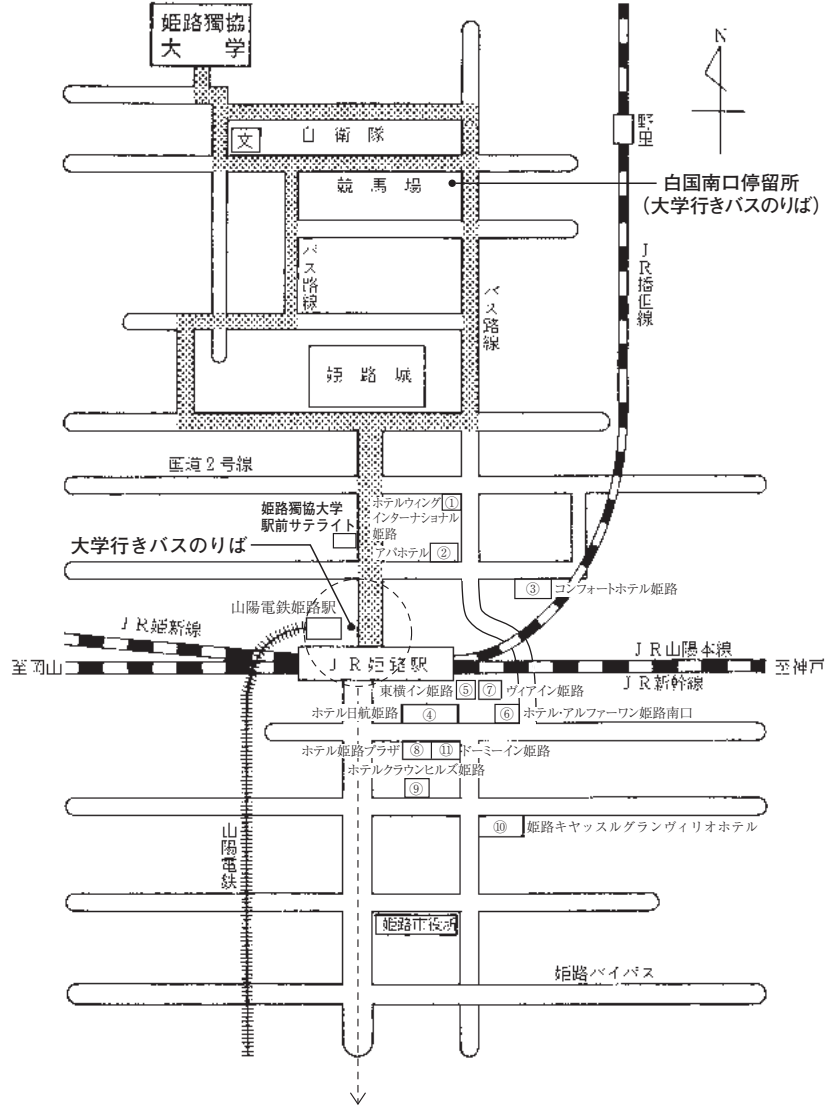 姫路獨協
大学
N
野里
文
自衛隊
競馬場
白国南口停留所
(大学行きバスのりば)
バス路線
バス路線
JR播但線
姫路城
国道2号線
姫路獨協大学
駅前サテライト
ホテルウィング
インターナショナル
姫路
①
アパホテル
②
大学行きバスのりば
③
コンフォートホテル姫路
山陽電鉄姫路駅
JR姫新線
JR姫路駅
JR山陽本線
JR新幹線
至岡山
至神戸
東横イン姫路
⑤
⑦
ヴィアイン姫路
ホテル日航姫路
④
⑥
ホテル・アルファーワン姫路南口
ホテル姫路プラザ
⑧
⑪
ドーミーイン姫路
ホテルクラウンヒルズ姫路
⑨
⑩
姫路キヤッスルグランヴィリオホテル
山陽電鉄
姫路市役所
姫路バイパス